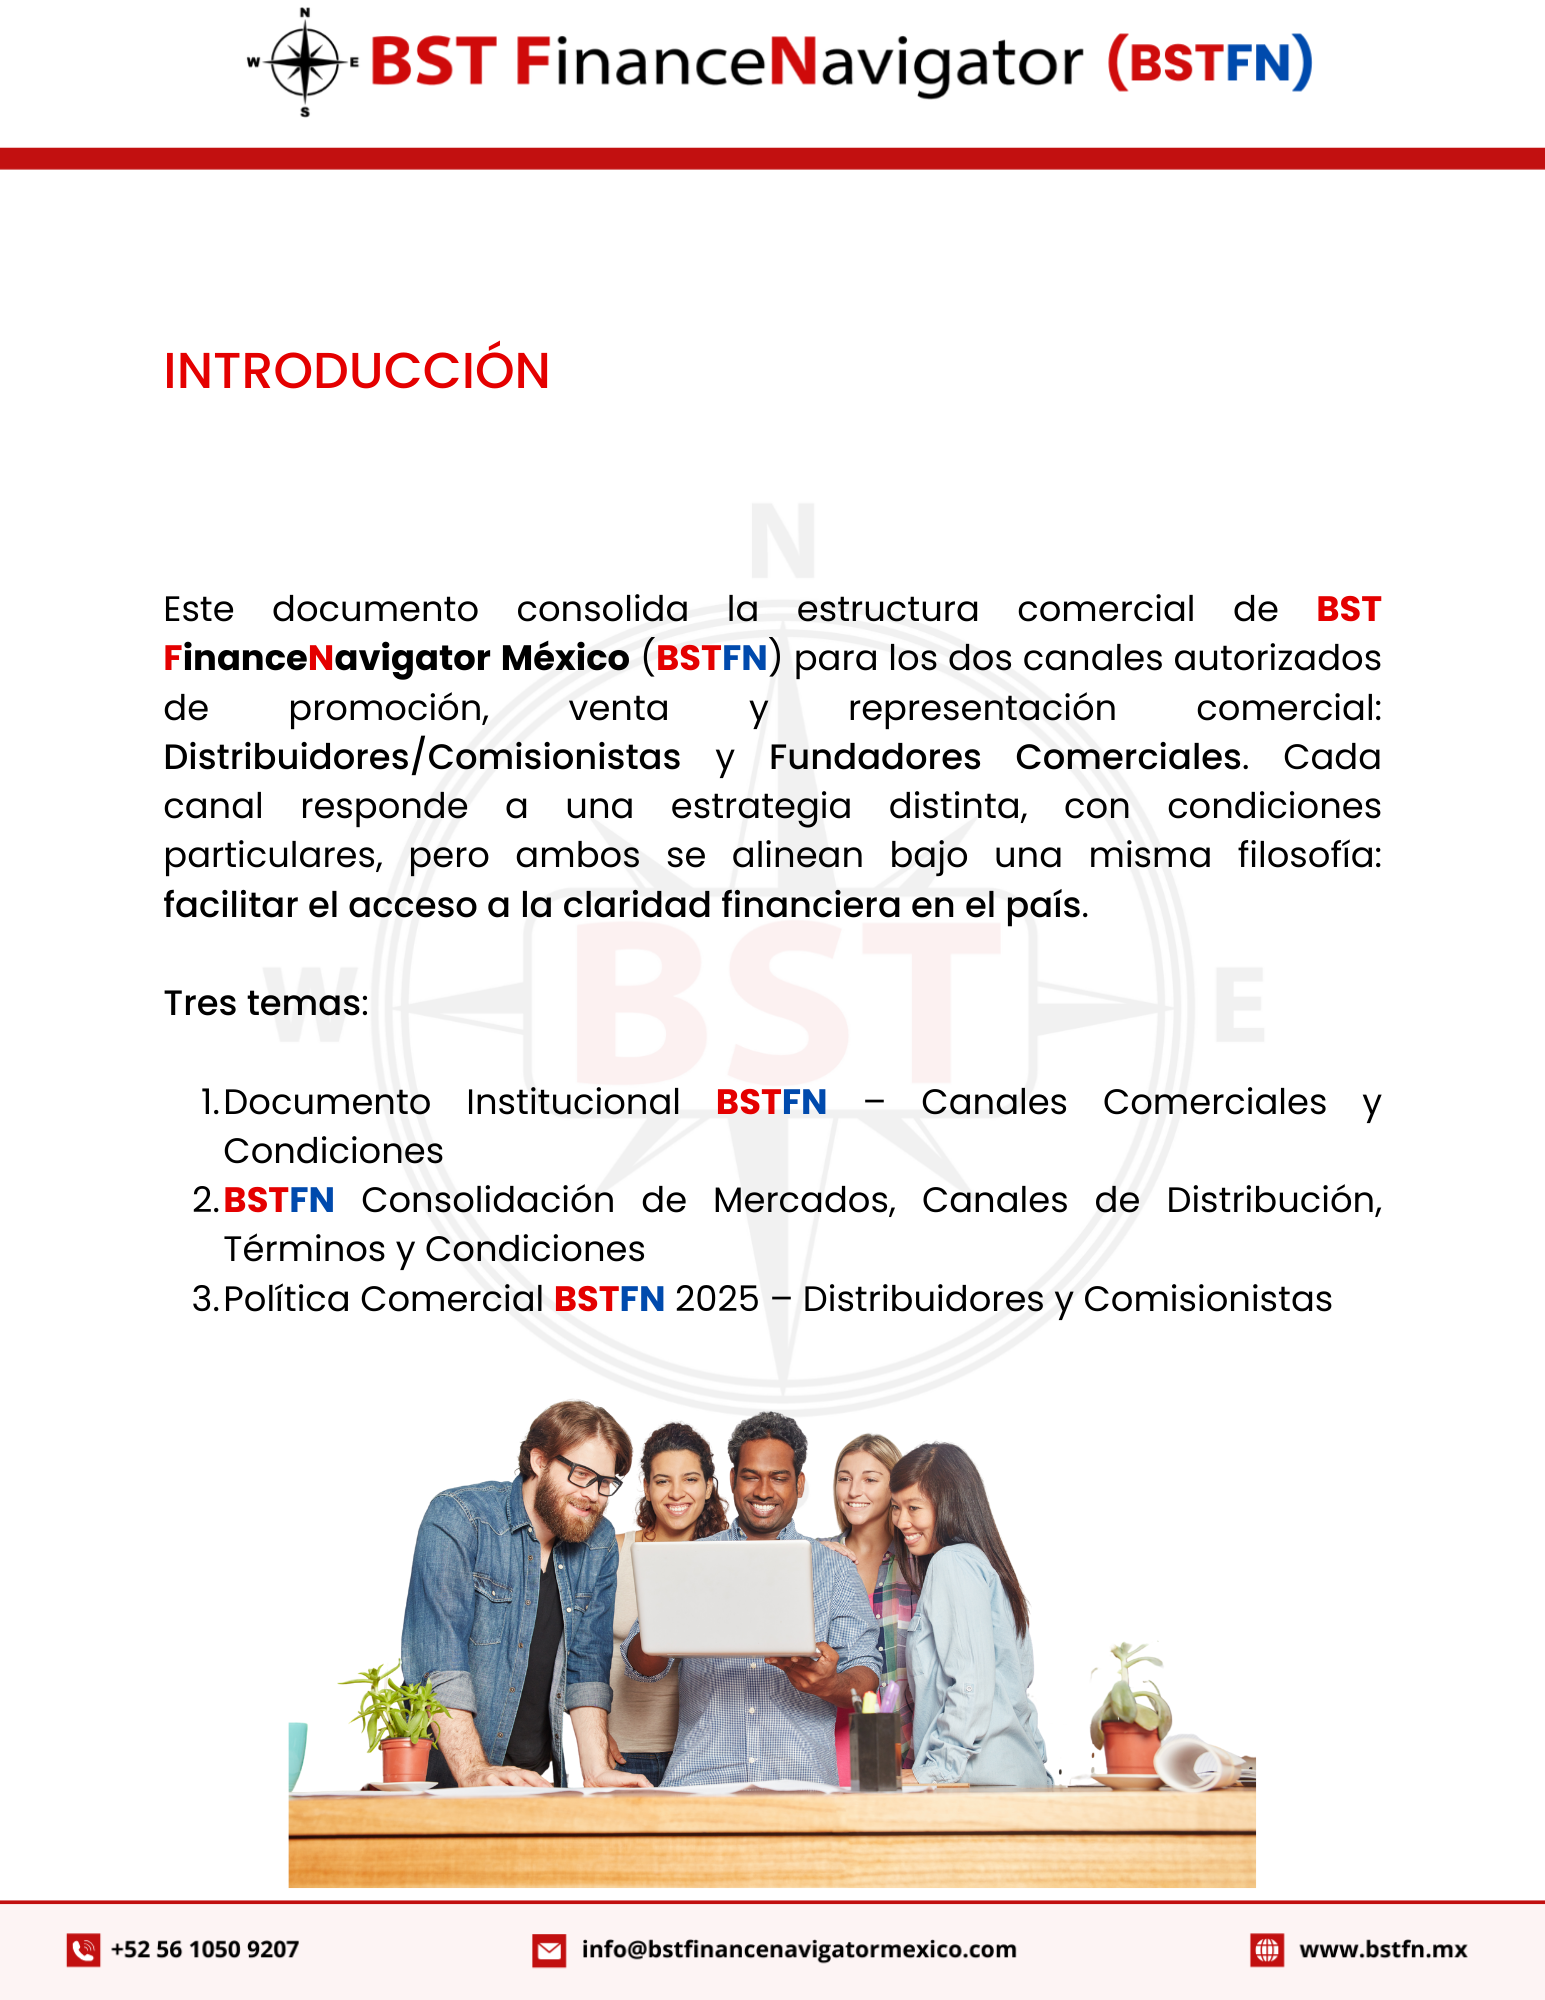 N
W E BST FinanceNavigator (BSTFN)
S
INTRODUCCIÓN
N
Este documento consolida la estructura comercial de BST
FinanceNavigator México (BSTFN) para los dos canales autorizados
de promoción, venta y representación comercial:
Distribuidores/Comisionistas y Fundadores Comerciales. Cada
canal responde a una estrategia distinta, con condiciones
particulares, pero ambos se alinean bajo una misma filosofía:
facilitar el acceso a la claridad financiera en el país.
W BST E
Tres temas:
1. Documento Institucional BSTFN – Canales Comerciales y
Condiciones
2. BSTFN Consolidación de Mercados, Canales de Distribución,
Términos y Condiciones
3. Política Comercial BSTFN 2025 – Distribuidores y Comisionistas
+52 56 1050 9207
info@bstfinancenavigatormexico.com
www.bstfn.mx